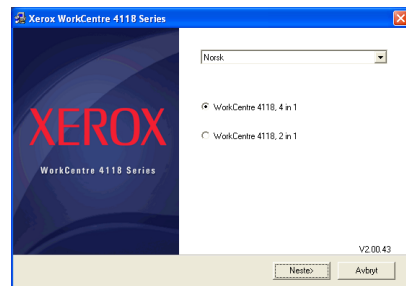 Xerox WorkCentre 4118 Series
Norsk
WorkCentre 4118, 4 in 1
WorkCentre 4118, 2 in 1
XEROX
WorkCentre 4118 Series
V2.00.43
Neste>
Avbryt